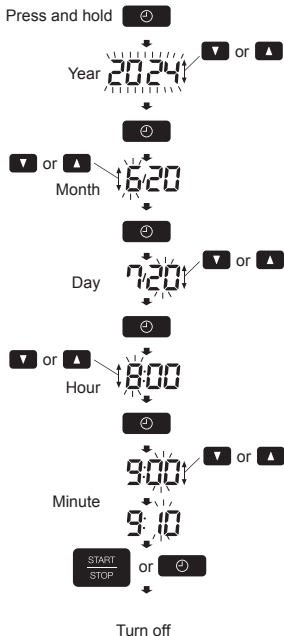 Press and hold
Year 2024 or
or 6/20
Month
Day 7/20 or
or 8:00
Hour
9:00 or
Minute
9:10
START
STOP or
Turn off